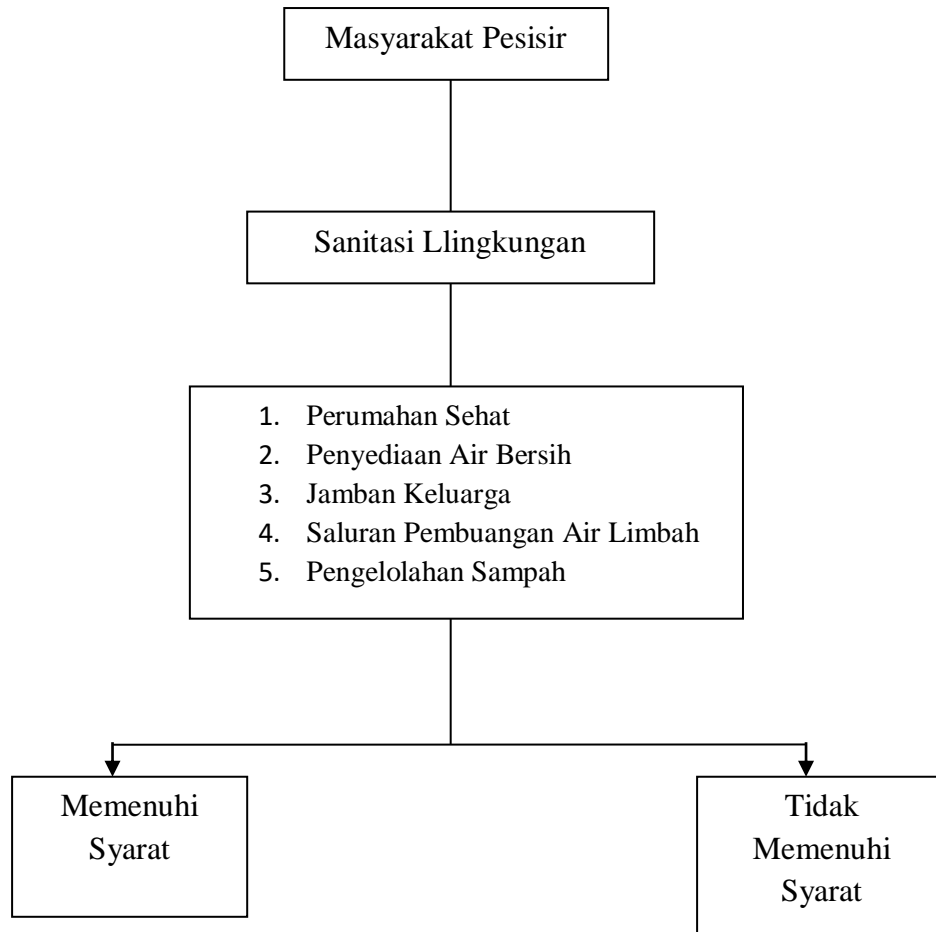 Masyarakat Pesisir
Sanitasi Llingkungan
1. Perumahan Sehat
2. Penyediaan Air Bersih
3. Jamban Keluarga
4. Saluran Pembuangan Air Limbah
5. Pengelolahan Sampah
Memenuhi
Syarat
Tidak
Memenuhi
Syarat